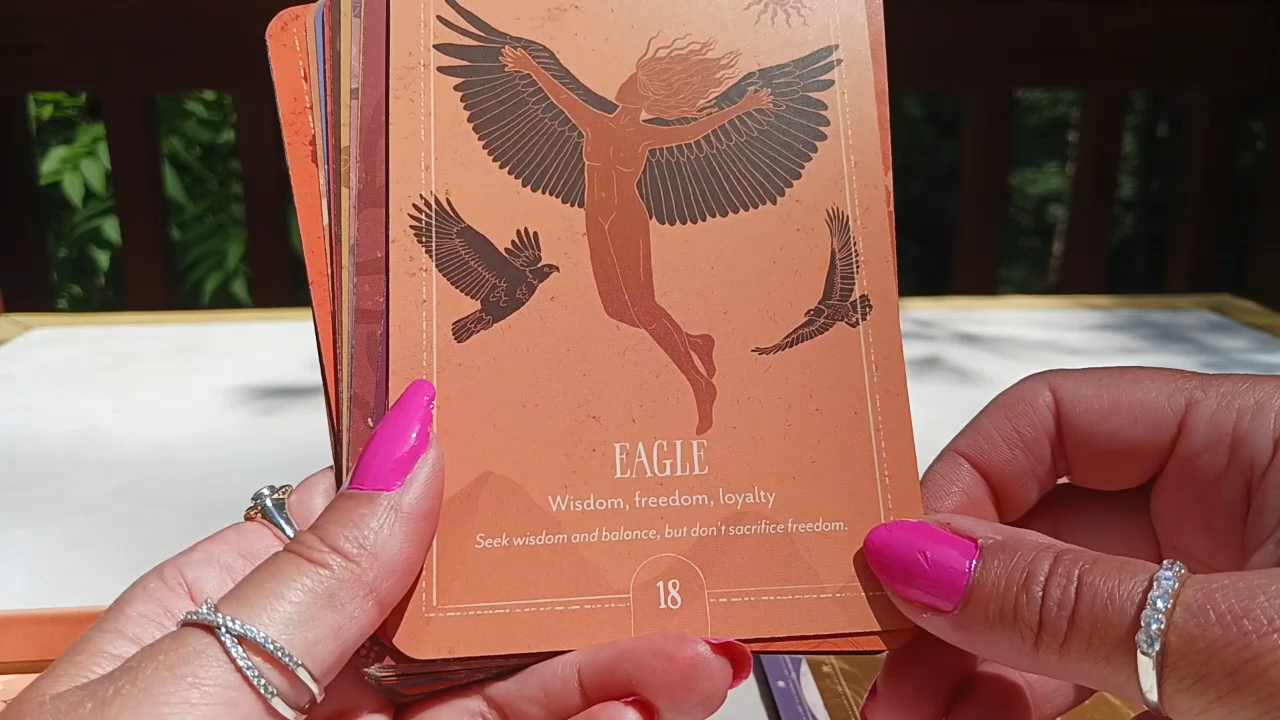 EAGLE
Wisdom, freedom, loyalty
Seek wisdom and balance, but don't sacrifice freedom.
18